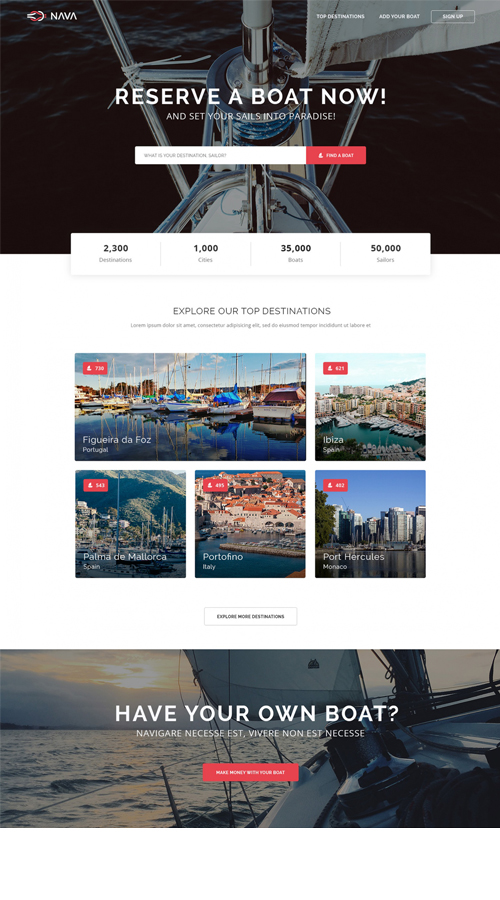 NAVA
TOP DESTINATIONS ADD YOUR BOAT SIGN UP
RESERVE A BOAT NOW!
AND SET YOUR SAILS INTO PARADISE!
WHAT IS YOUR DESTINATION, SAILOR? FIND A BOAT
2,300 1,000 35,000 50,000
Destinations Cities Boats Sailors
EXPLORE OUR TOP DESTINATIONS
Lorem ipsum dolor sit amet, consectetur adipisicing elit, sed do eiusmod tempor incididunt ut labore et
730
Figueira da Foz
Portugal
621
Ibiza
Spain
543
Palma de Mallorca
Spain
495
Portofino
Italy
402
Port Hercules
Monaco
EXPLORE MORE DESTINATIONS
HAVE YOUR OWN BOAT?
NAVIGARE NECESSE EST, VIVERE NON EST NECESSE
MAKE MONEY WITH YOUR BOAT